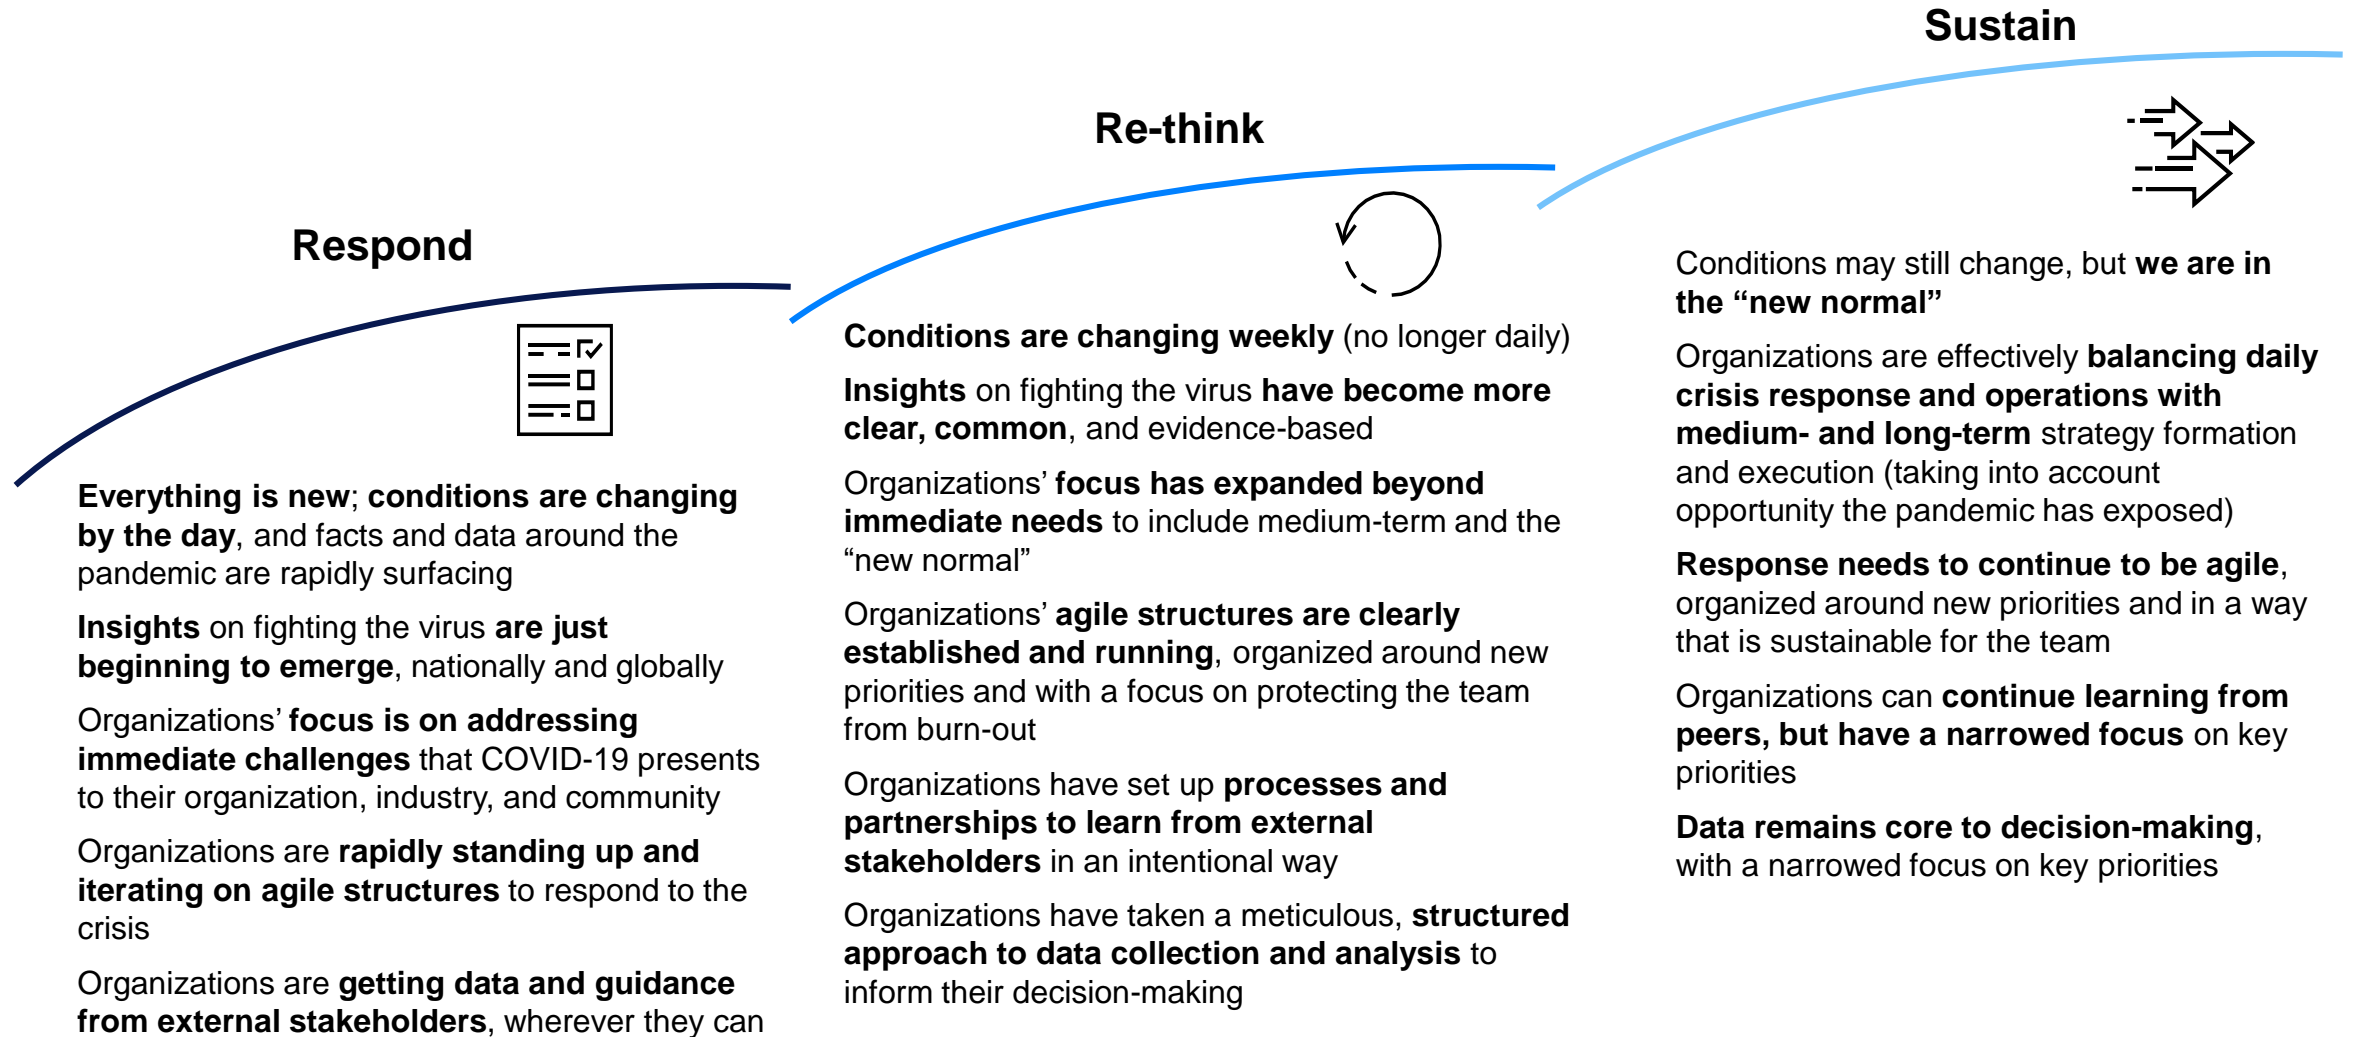 Respond
Everything is new; conditions are changing
by the day, and facts and data around the
pandemic are rapidly surfacing
Insights on fighting the virus are just
beginning to emerge, nationally and globally
Organizations’ focus is on addressing
immediate challenges that COVID-19 presents
to their organization, industry, and community
Organizations are rapidly standing up and
iterating on agile structures to respond to the
crisis
Organizations are getting data and guidance
from external stakeholders, wherever they can
Re-think
Conditions are changing weekly (no longer daily)
Insights on fighting the virus have become more
clear, common, and evidence-based
Organizations’ focus has expanded beyond
immediate needs to include medium-term and the
“new normal”
Organizations’ agile structures are clearly
established and running, organized around new
priorities and with a focus on protecting the team
from burn-out
Organizations have set up processes and
partnerships to learn from external
stakeholders in an intentional way
Organizations have taken a meticulous, structured
approach to data collection and analysis to
inform their decision-making
Sustain
Conditions may still change, but we are in
the “new normal”
Organizations are effectively balancing daily
crisis response and operations with
medium- and long-term strategy formation
and execution (taking into account
opportunity the pandemic has exposed)
Response needs to continue to be agile,
organized around new priorities and in a way
that is sustainable for the team
Organizations can continue learning from
peers, but have a narrowed focus on key
priorities
Data remains core to decision-making,
with a narrowed focus on key priorities